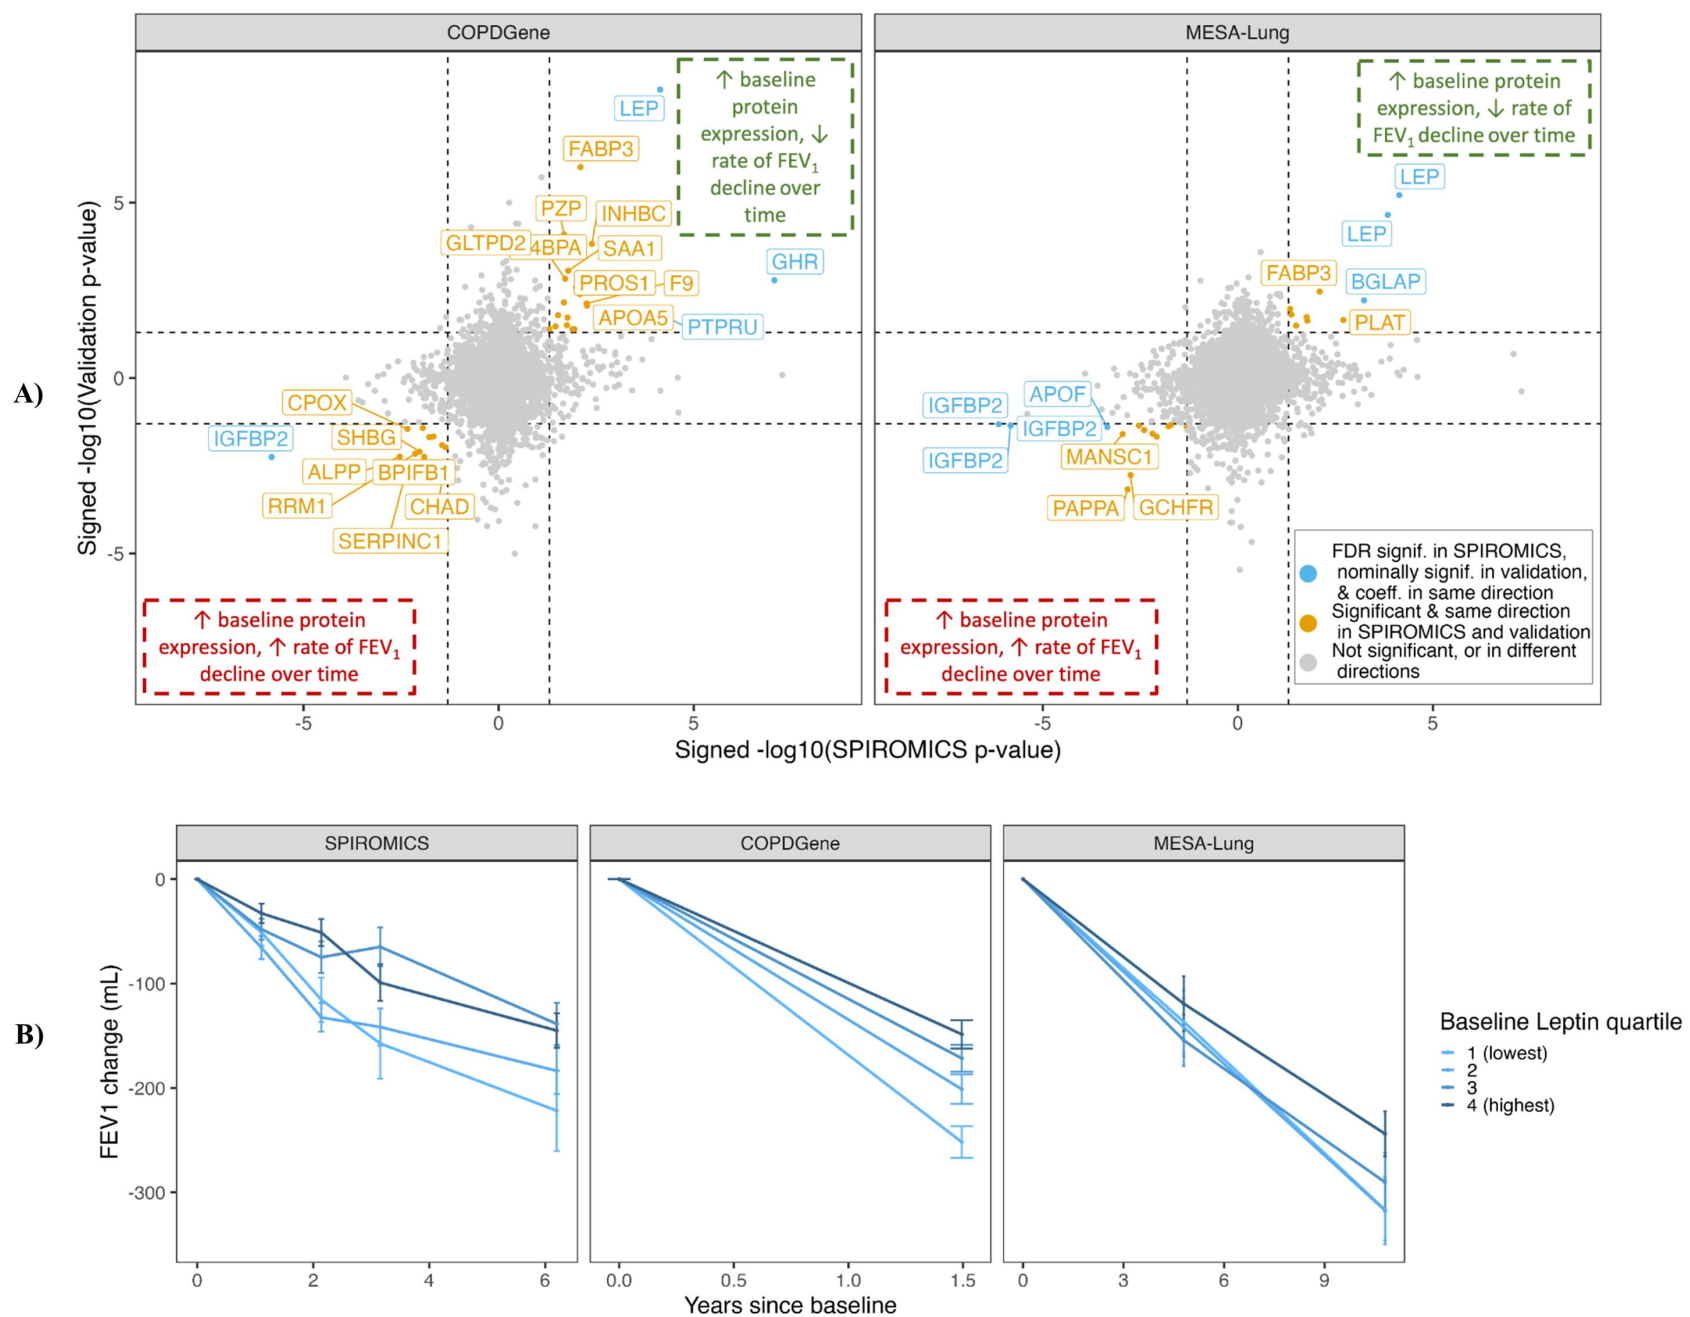 A)
COPDGene
MESA-Lung
↑ baseline
protein
expression, ↓
rate of FEV1
decline over
time
↑ baseline protein
expression, ↓ rate of
FEV1 decline over time
LEP
FABP3
PZP
INHBC
GLTPD2
4BPA
SAA1
GHR
PROS1
F9
APOA5
PTPRU
CPOX
IGFBP2
SHBG
ALPP
BPIFB1
RRM1
CHAD
SERPINC1
LEP
LEP
FABP3
BGLAP
PLAT
IGFBP2
APOF
IGFBP2
IGFBP2
MANSC1
PAPPA
GCHFR
↑ baseline protein
expression, ↑ rate of FEV1
decline over time
↑ baseline protein
expression, ↑ rate of FEV1
decline over time
FDR signif. in SPIROMICS,
nominally signif. in validation,
& coeff. in same direction
Significant & same direction
in SPIROMICS and validation
Not significant, or in different
directions
Signed -log10(Validation p-value)
5
0
-5
-5
0
5
-5
0
5
Signed -log10(SPIROMICS p-value)
B)
SPIROMICS
COPDGene
MESA-Lung
FEV1 change (mL)
0
-100
-200
-300
0
2
4
6
0.0
0.5
1.0
1.5
0
3
6
9
Years since baseline
Baseline Leptin quartile
1 (lowest)
2
3
4 (highest)